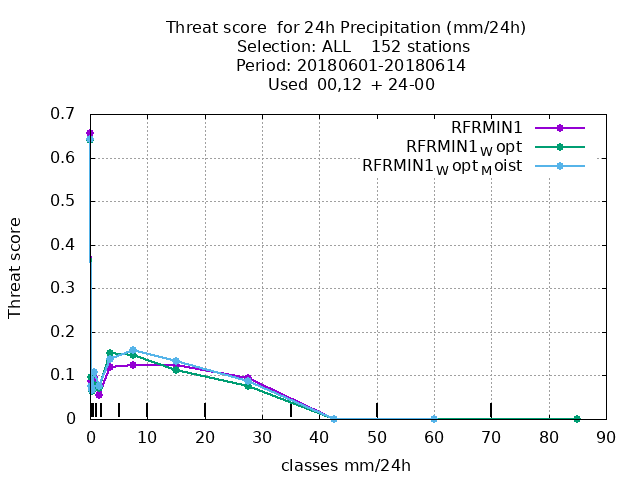 Threat score  for 24h Precipitation (mm/24h)
Selection: ALL    152 stations
Period: 20180601-20180614
Used  00,12  + 24-00
RFRMIN1
RFRMIN1_W opt
RFRMIN1_W opt_M oist
0.7
0.6
0.5
0.4
0.3
0.2
0.1
0
Threat score
0 10 20 30 40 50 60 70 80 90
classes mm/24h